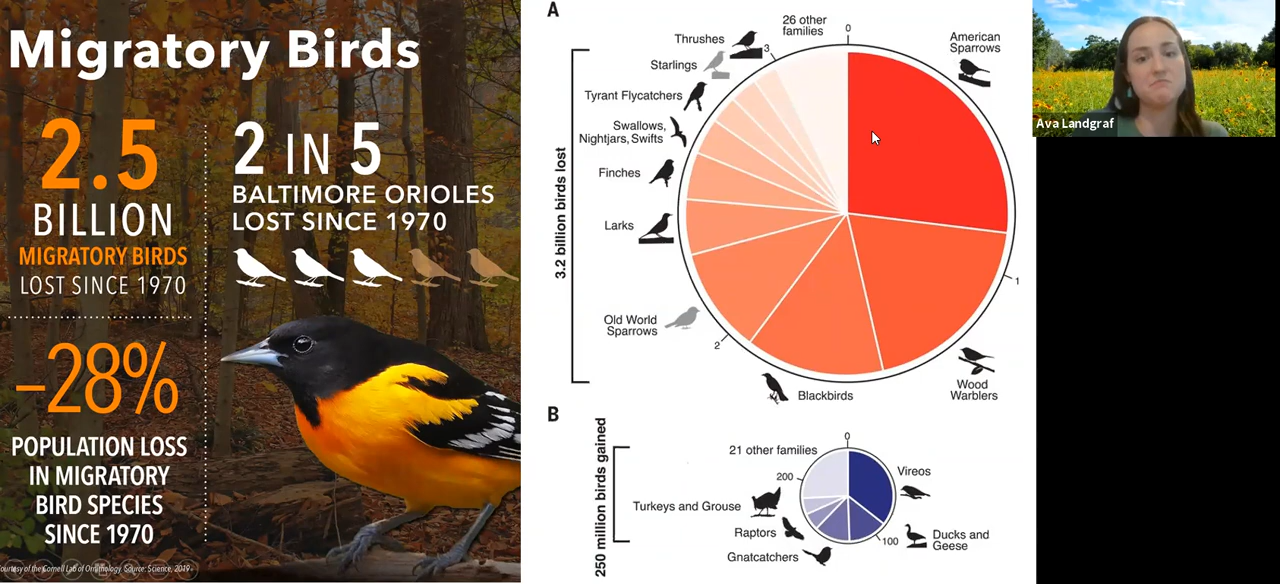 Migratory Birds
2.5
BILLION
MIGRATORY BIRDS
LOST SINCE 1970
2 IN 5
BALTIMORE ORIOLES
LOST SINCE 1970
–28%
POPULATION LOSS
IN MIGRATORY
BIRD SPECIES
SINCE 1970
ourtesy of the Cornell Lab of Ornithology. Source: Science, 2019
A
3.2 billion birds lost
26 other
families
0
American
Sparrows
1
Wood
Warblers
Blackbirds
2
Old World
Sparrows
Larks
Finches
Swallows,
Nightjars, Swifts
Tyrant Flycatchers
Starlings
Thrushes
3
B
250 million birds gained
21 other families
0
Vireos
100
Ducks and
Geese
Gnatcatchers
Raptors
Turkeys and Grouse
200
Ava Landgraf